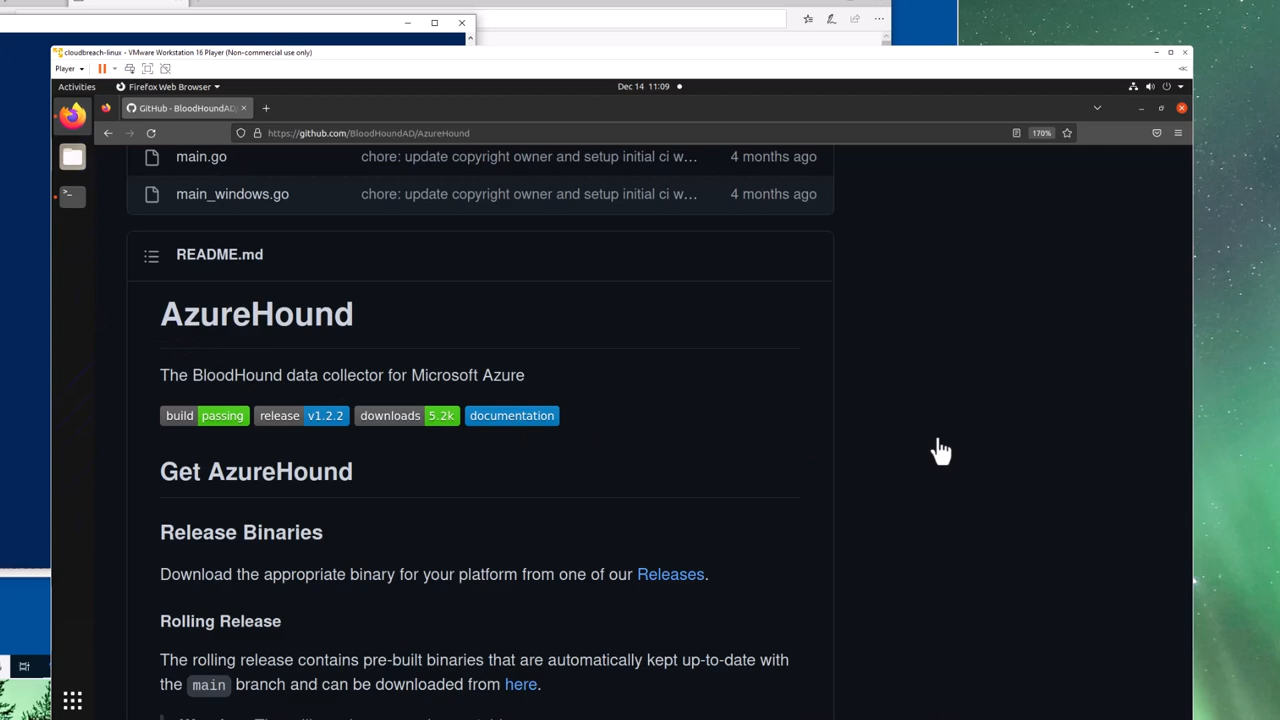 cloudbreach-linux - VMware Workstation 16 Player (Non-commercial use only)
Player
Activities
Firefox Web Browser
Dec 14 11:09
GitHub - BloodHoundAD
https://github.com/BloodHoundAD/AzureHound
170%
main.go
chore: update copyright owner and setup initial ci w…
4 months ago
main_windows.go
chore: update copyright owner and setup initial ci w…
4 months ago
README.md
AzureHound
The BloodHound data collector for Microsoft Azure
build passing release v1.2.2 downloads 5.2k documentation
Get AzureHound
Release Binaries
Download the appropriate binary for your platform from one of our Releases.
Rolling Release
The rolling release contains pre-built binaries that are automatically kept up-to-date with
the main branch and can be downloaded from here.